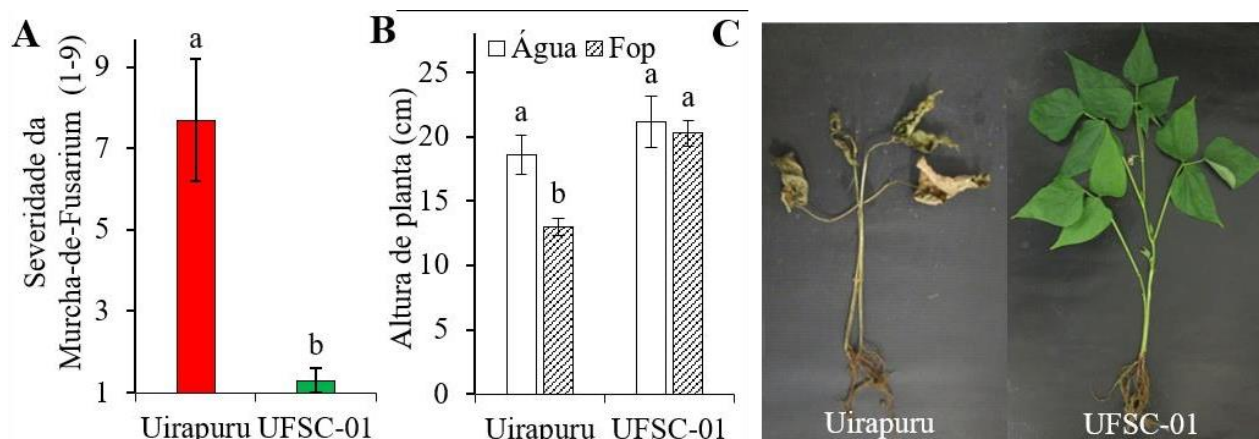 A
Severidade da
Murcha-de-Fusarium (1-9)
9
7
5
3
1
a
b
Uirapuru UFSC-01
B
Altura de planta (cm)
25
20
15
10
5
0
Água Fop
a
b
a
a
Uirapuru UFSC-01
C
Uirapuru
UFSC-01